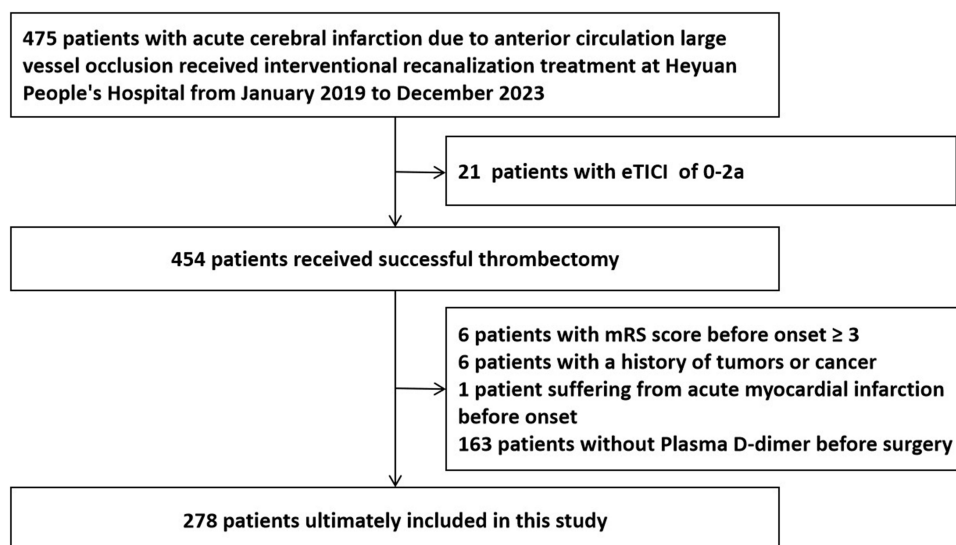 475 patients with acute cerebral infarction due to anterior circulation large
vessel occlusion received interventional recanalization treatment at Heyuan
People's Hospital from January 2019 to December 2023
21 patients with eTICI of 0-2a
454 patients received successful thrombectomy
6 patients with mRS score before onset ≥ 3
6 patients with a history of tumors or cancer
1 patient suffering from acute myocardial infarction
before onset
163 patients without Plasma D-dimer before surgery
278 patients ultimately included in this study